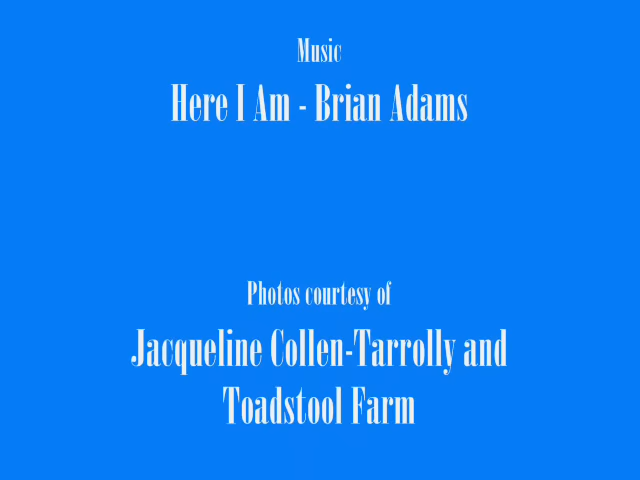 Music
Here I Am - Brian Adams
Photos courtesy of
Jacqueline Collen-Tarrolly and
Toadstool Farm